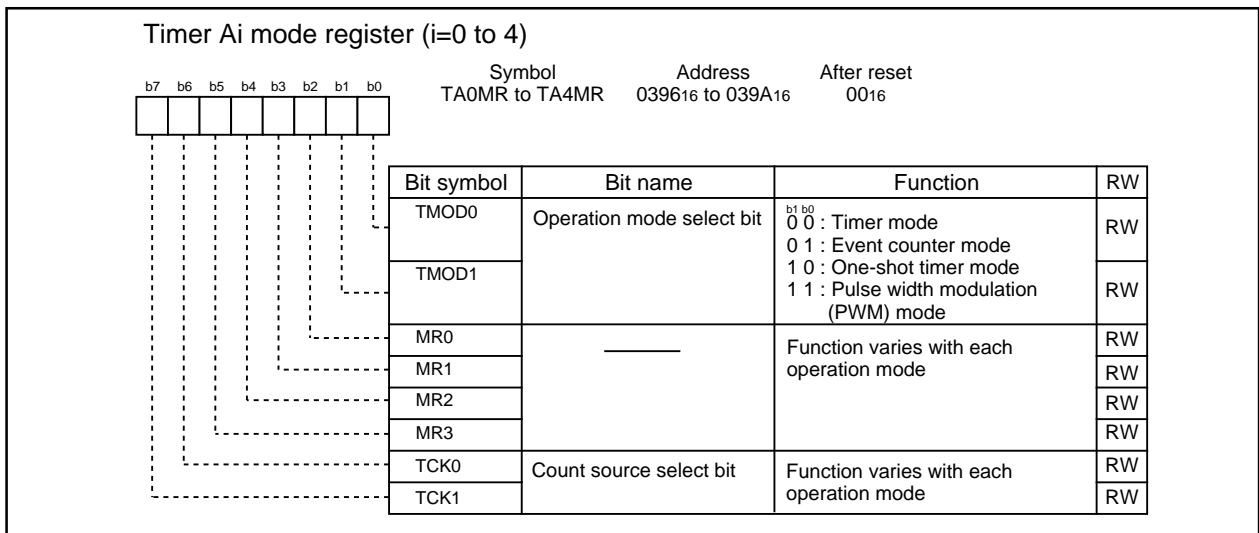 Timer Ai mode register (i=0 to 4)
Symbol Address After reset
b7 b6 b5 b4 b3 b2 b1 b0
TA0MR to TA4MR 039616 to 039A16 0016
Bit symbol Bit name Function RW
TMOD0 Operation mode select bit b1 b0
0 0 : Timer mode RW
0 1 : Event counter mode
TMOD1 1 0 : One-shot timer mode
1 1 : Pulse width modulation RW
(PWM) mode
MR0 Function varies with each RW
MR1 operation mode RW
MR2 RW
MR3 RW
TCK0 Count source select bit Function varies with each RW
TCK1 operation mode RW